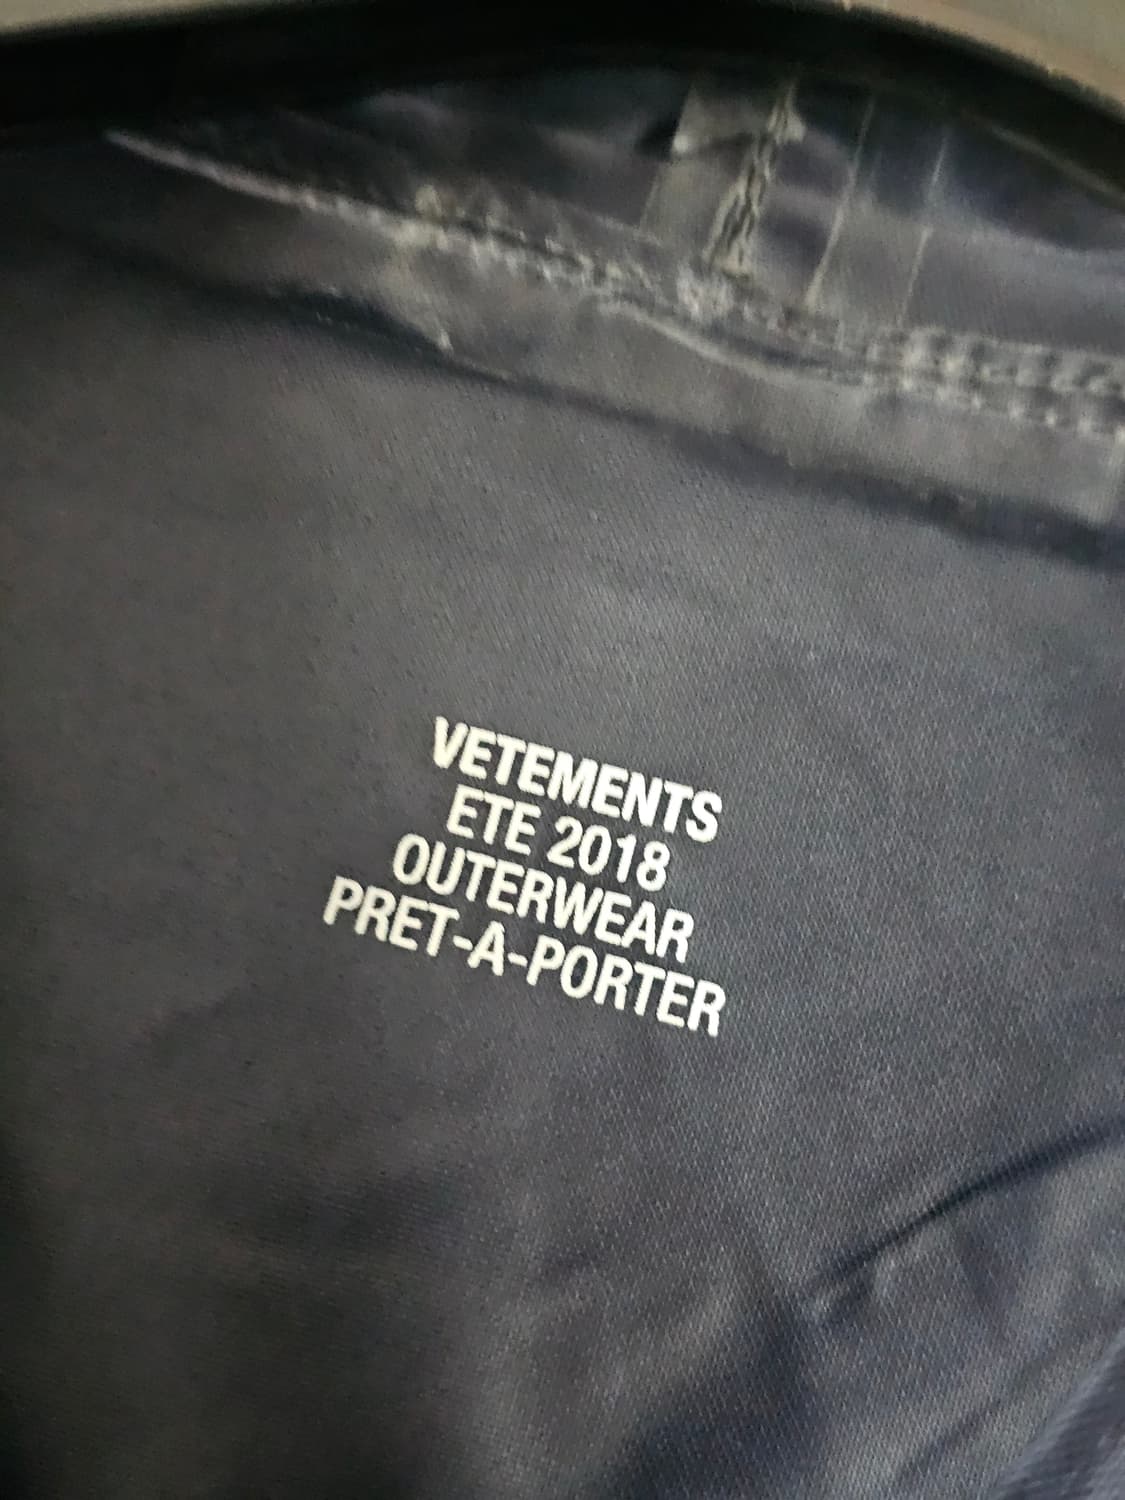 VETEMENTS
ETE 2018
OUTERWEAR
PRET-A-PORTER